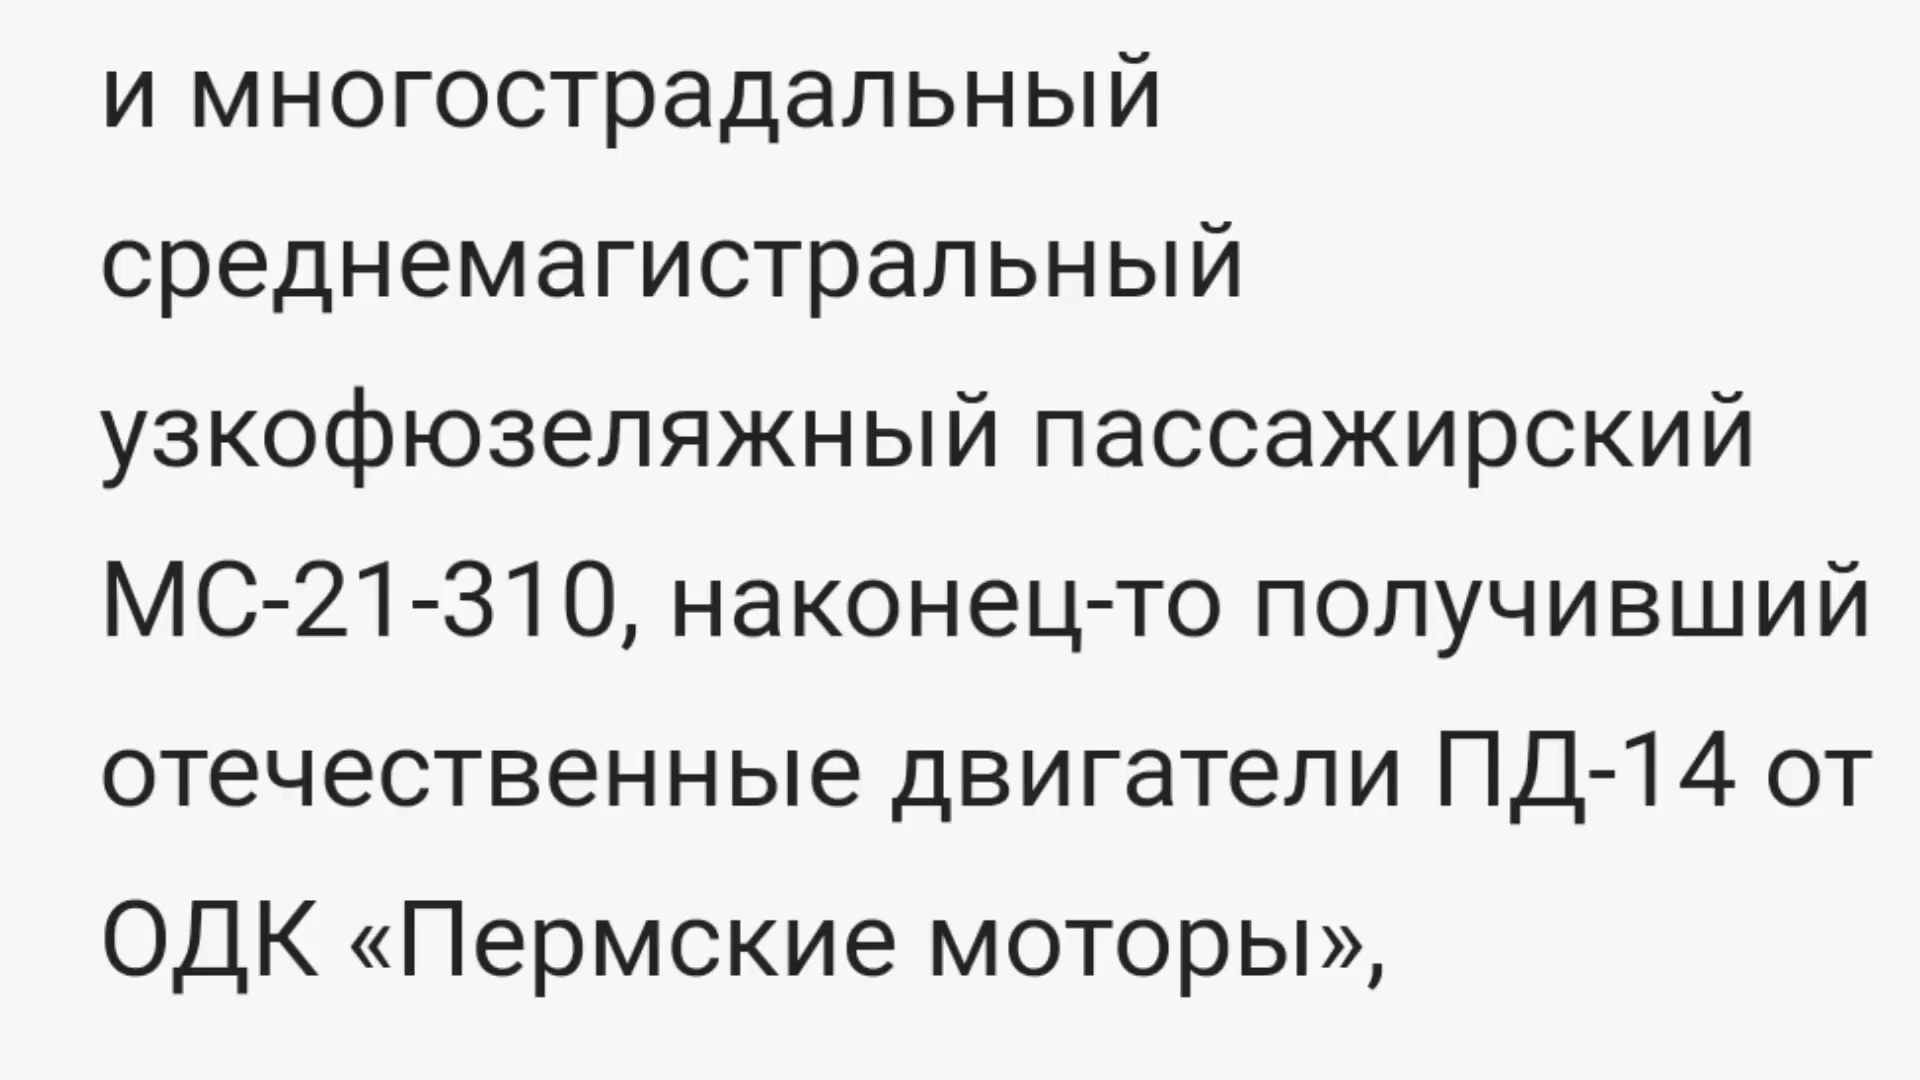 и многострадальный
среднемагистральный
узкофюзеляжный пассажирский
МС-21-310, наконец-то получивший
отечественные двигатели ПД-14 от
ОДК «Пермские моторы»,